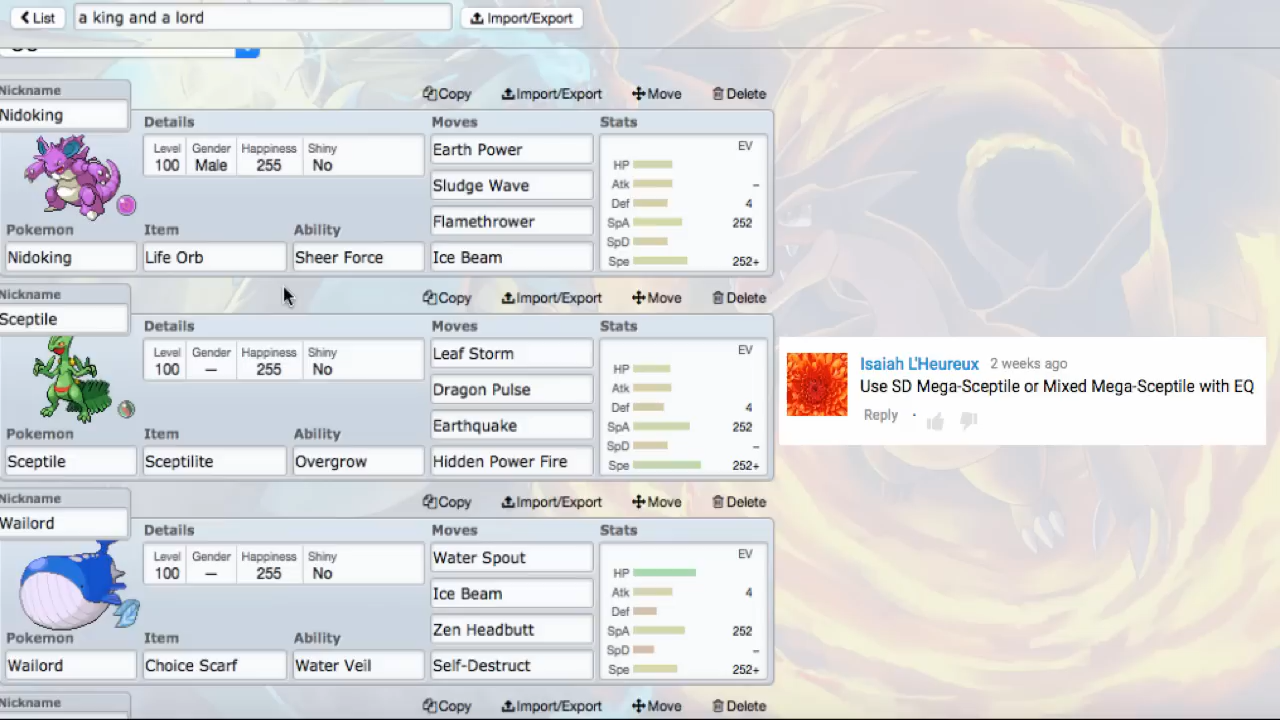 List
a king and a lord
Import/Export
Nickname
Nidoking
Copy Import/Export Move Delete
Details
Level Gender Happiness Shiny
100 Male 255 No
Pokemon Item Ability
Nidoking Life Orb Sheer Force
Moves
Earth Power
Sludge Wave
Flamethrower
Ice Beam
Stats
EV
HP
Atk –
Def 4
SpA 252
SpD
Spe 252+
Nickname
Sceptile
Copy Import/Export Move Delete
Details
Level Gender Happiness Shiny
100 — 255 No
Pokemon Item Ability
Sceptile Sceptilite Overgrow
Moves
Leaf Storm
Dragon Pulse
Earthquake
Hidden Power Fire
Stats
EV
HP
Atk
Def 4
SpA 252
SpD –
Spe 252+
Isaiah L'Heureux 2 weeks ago
Use SD Mega-Sceptile or Mixed Mega-Sceptile with EQ
Reply ·
Nickname
Wailord
Copy Import/Export Move Delete
Details
Level Gender Happiness Shiny
100 — 255 No
Pokemon Item Ability
Wailord Choice Scarf Water Veil
Moves
Water Spout
Ice Beam
Zen Headbutt
Self-Destruct
Stats
EV
HP
Atk 4
Def
SpA 252
SpD –
Spe 252+
Nickname
Copy Import/Export Move Delete